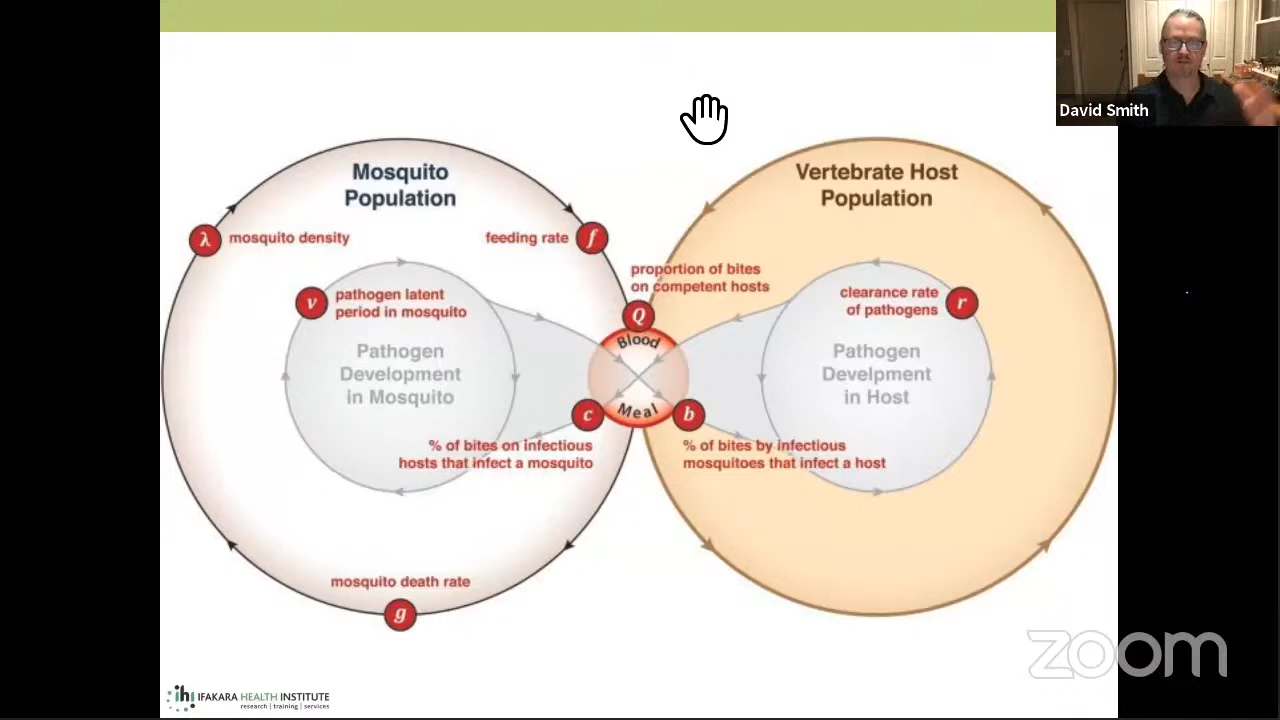 David Smith
Mosquito
Population
Vertebrate Host
Population
λ
mosquito density
feeding rate
f
proportion of bites
on competent hosts
v
pathogen latent
period in mosquito
Q
clearance rate
of pathogens
r
Blood
Pathogen
Development
in Mosquito
Pathogen
Develpment
in Host
Meal
c
b
% of bites on infectious
hosts that infect a mosquito
% of bites by infectious
mosquitoes that infect a host
mosquito death rate
g
zoom
ihi
IFAKARA HEALTH INSTITUTE
research | training | services